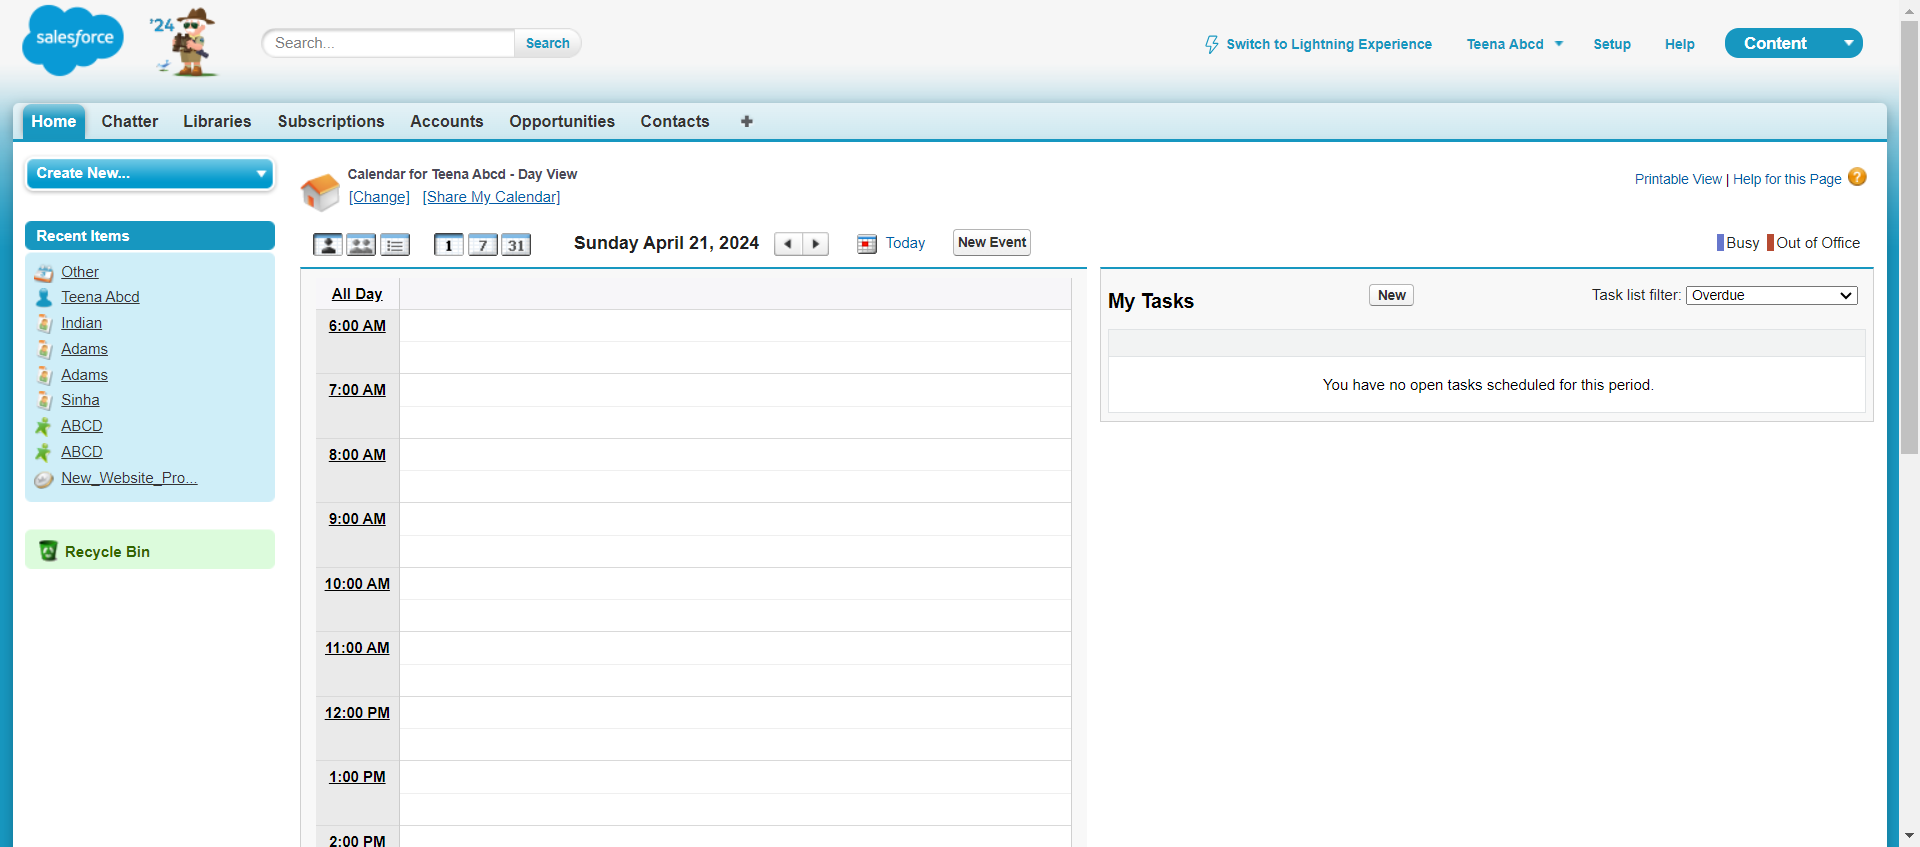 salesforce
'24
Search...
Search
Switch to Lightning Experience
Teena Abcd
Setup
Help
Content
Home
Chatter
Libraries
Subscriptions
Accounts
Opportunities
Contacts
+
Create New...
Recent Items
Other
Teena Abcd
Indian
Adams
Adams
Sinha
ABCD
ABCD
New_Website_Pro...
Recycle Bin
Calendar for Teena Abcd - Day View
[Change] [Share My Calendar]
Printable View | Help for this Page ?
1
7
31
Sunday April 21, 2024
Today
New Event
Busy
Out of Office
All Day
6:00 AM
7:00 AM
8:00 AM
9:00 AM
10:00 AM
11:00 AM
12:00 PM
1:00 PM
2:00 PM
My Tasks
New
Task list filter: Overdue
You have no open tasks scheduled for this period.